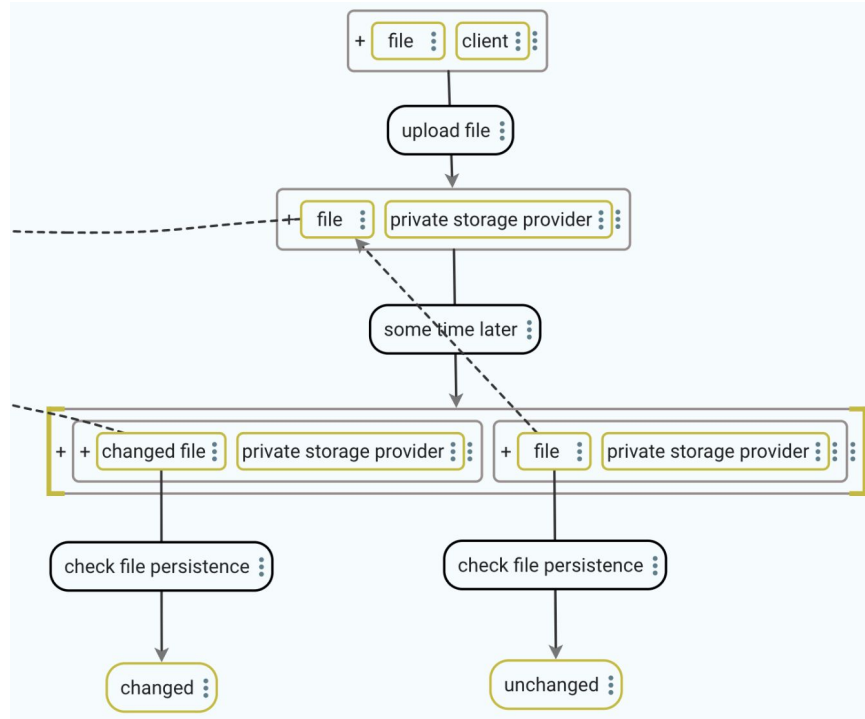 + file client
upload file
+ file private storage provider
some time later
+ + changed file private storage provider + file private storage provider
check file persistence check file persistence
changed unchanged